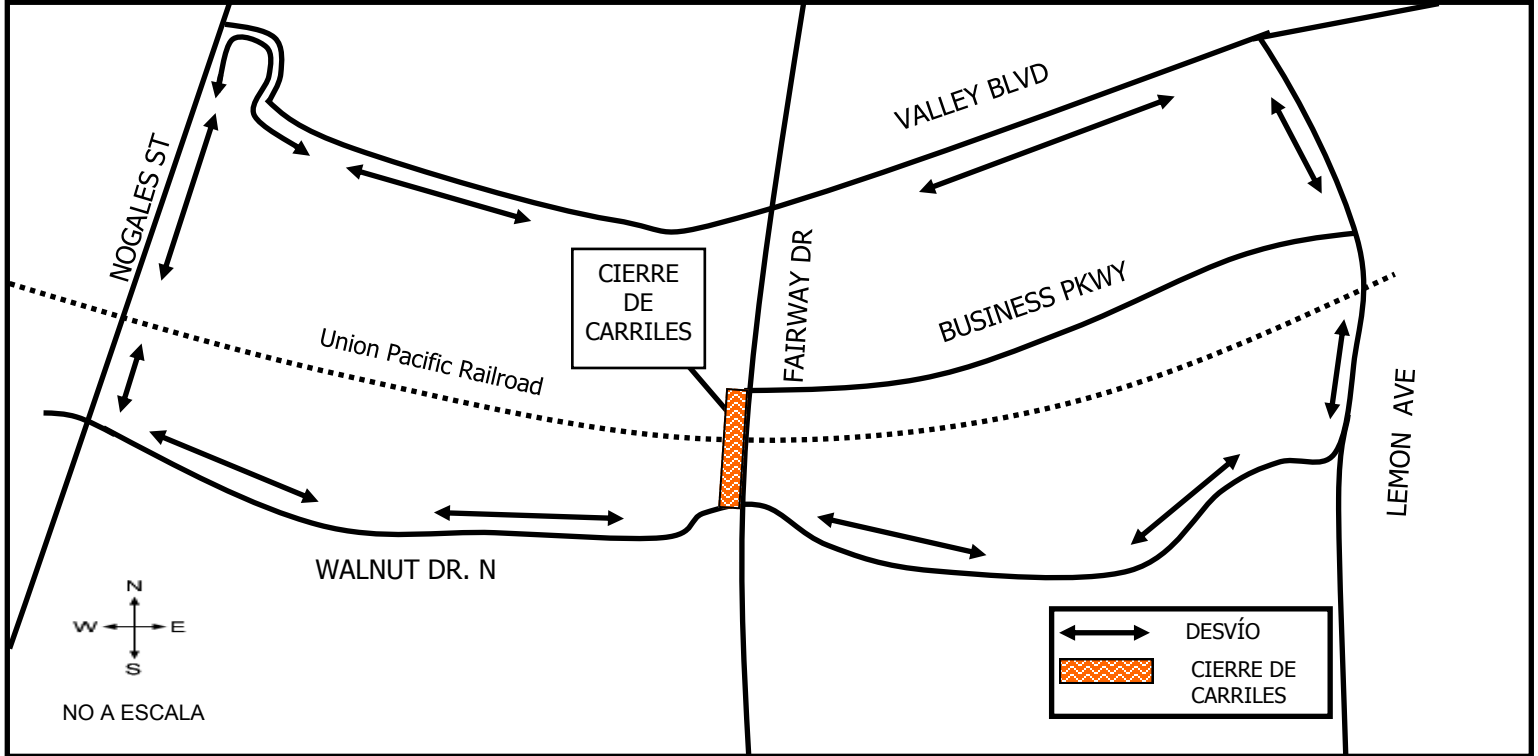 VALLEY BLVD
NOGALES ST
FAIRWAY DR
CIERRE
DE
CARRILES
BUSINESS PKWY
Union Pacific Railroad
LEMON AVE
WALNUT DR. N
N
W E
S
NO A ESCALA
DESVÍO
CIERRE DE
CARRILES